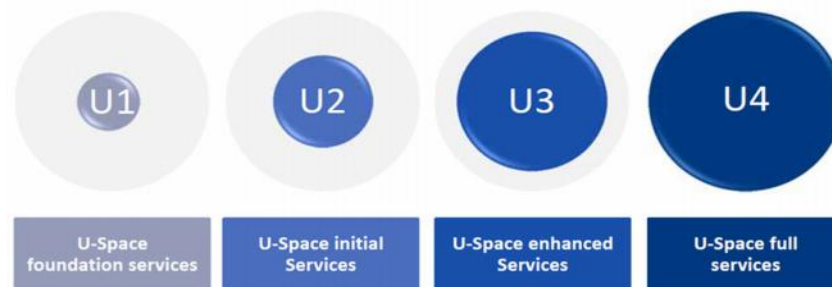 U1
U2
U3
U4
U-Space
foundation services
U-Space initial
Services
U-Space enhanced
Services
U-Space full
services